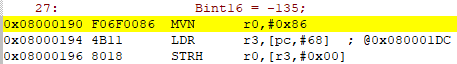 27: Bint16 = -135;
0x08000190 F06F0086 MVN r0,#0x86
0x08000194 4B11 LDR r3,[pc,#68] ; @0x080001DC
0x08000196 8018 STRH r0,[r3,#0x00]